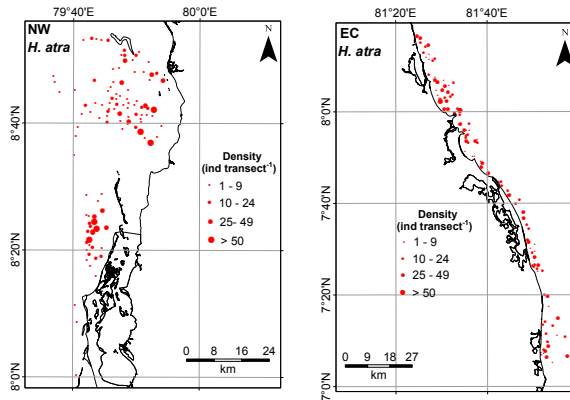 79°40'E 80°0'E
NW
H. atra
N
8°40'N
8°20'N
8°0'N
Density
(ind transect⁻¹)
1 - 9
10 - 24
25- 49
> 50
0 8 16 24
km
81°20'E 81°40'E
EC
H. atra
N
8°0'N
7°40'N
7°20'N
7°0'N
Density
(ind transect⁻¹)
1 - 9
10 - 24
25 - 49
> 50
0 9 18 27
km